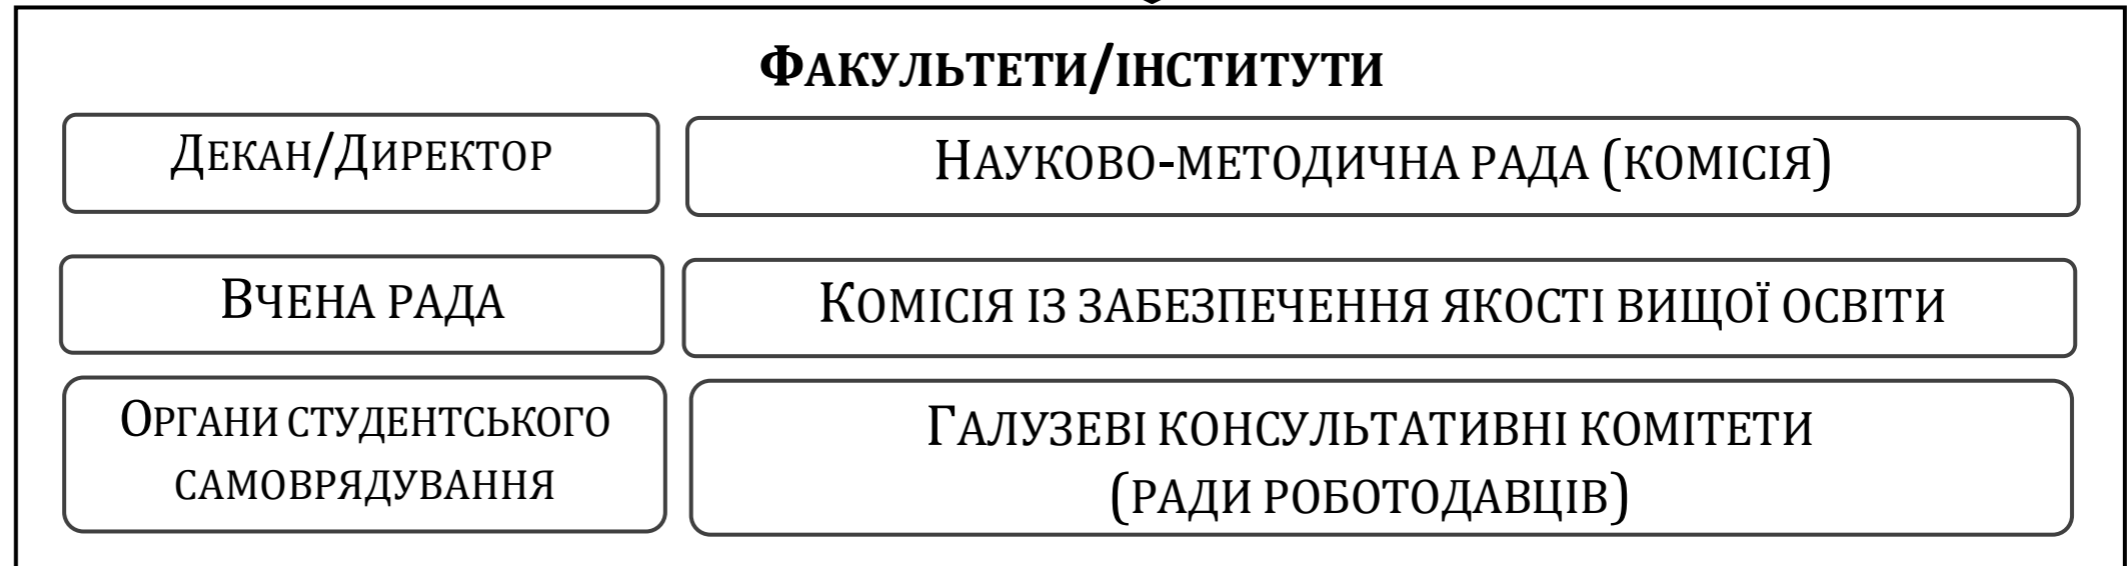 ФАКУЛЬТЕТИ/ІНСТИТУТИ
ДЕКАН/ДИРЕКТОР
НАУКОВО-МЕТОДИЧНА РАДА (КОМІСІЯ)
ВЧЕНА РАДА
КОМІСІЯ ІЗ ЗАБЕЗПЕЧЕННЯ ЯКОСТІ ВИЩОЇ ОСВІТИ
ОРГАНИ СТУДЕНТСЬКОГО
САМОВРЯДУВАННЯ
ГАЛУЗЕВІ КОНСУЛЬТАТИВНІ КОМІТЕТИ
(РАДИ РОБОТОДАВЦІВ)